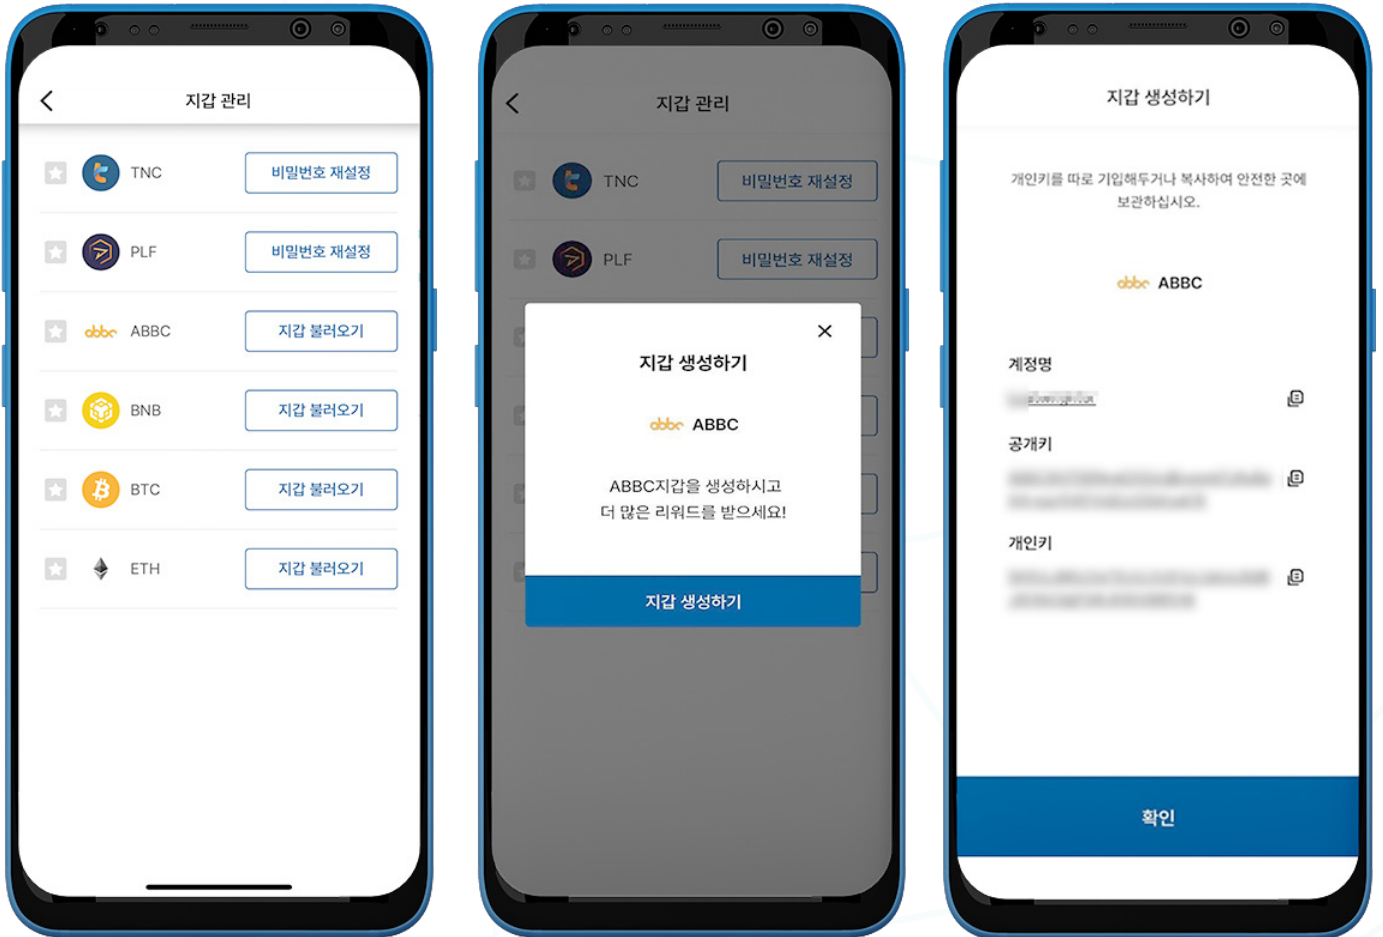 지갑 관리
TNC
비밀번호 재설정
PLF
비밀번호 재설정
abbc ABBC
지갑 불러오기
BNB
지갑 불러오기
BTC
지갑 불러오기
ETH
지갑 불러오기
지갑 관리
TNC
비밀번호 재설정
PLF
비밀번호 재설정
지갑 생성하기
abbc ABBC
ABBC지갑을 생성하시고
더 많은 리워드를 받으세요!
지갑 생성하기
지갑 생성하기
개인키를 따로 기입해두거나 복사하여 안전한 곳에
보관하십시오.
abbc ABBC
계정명
공개키
개인키
확인